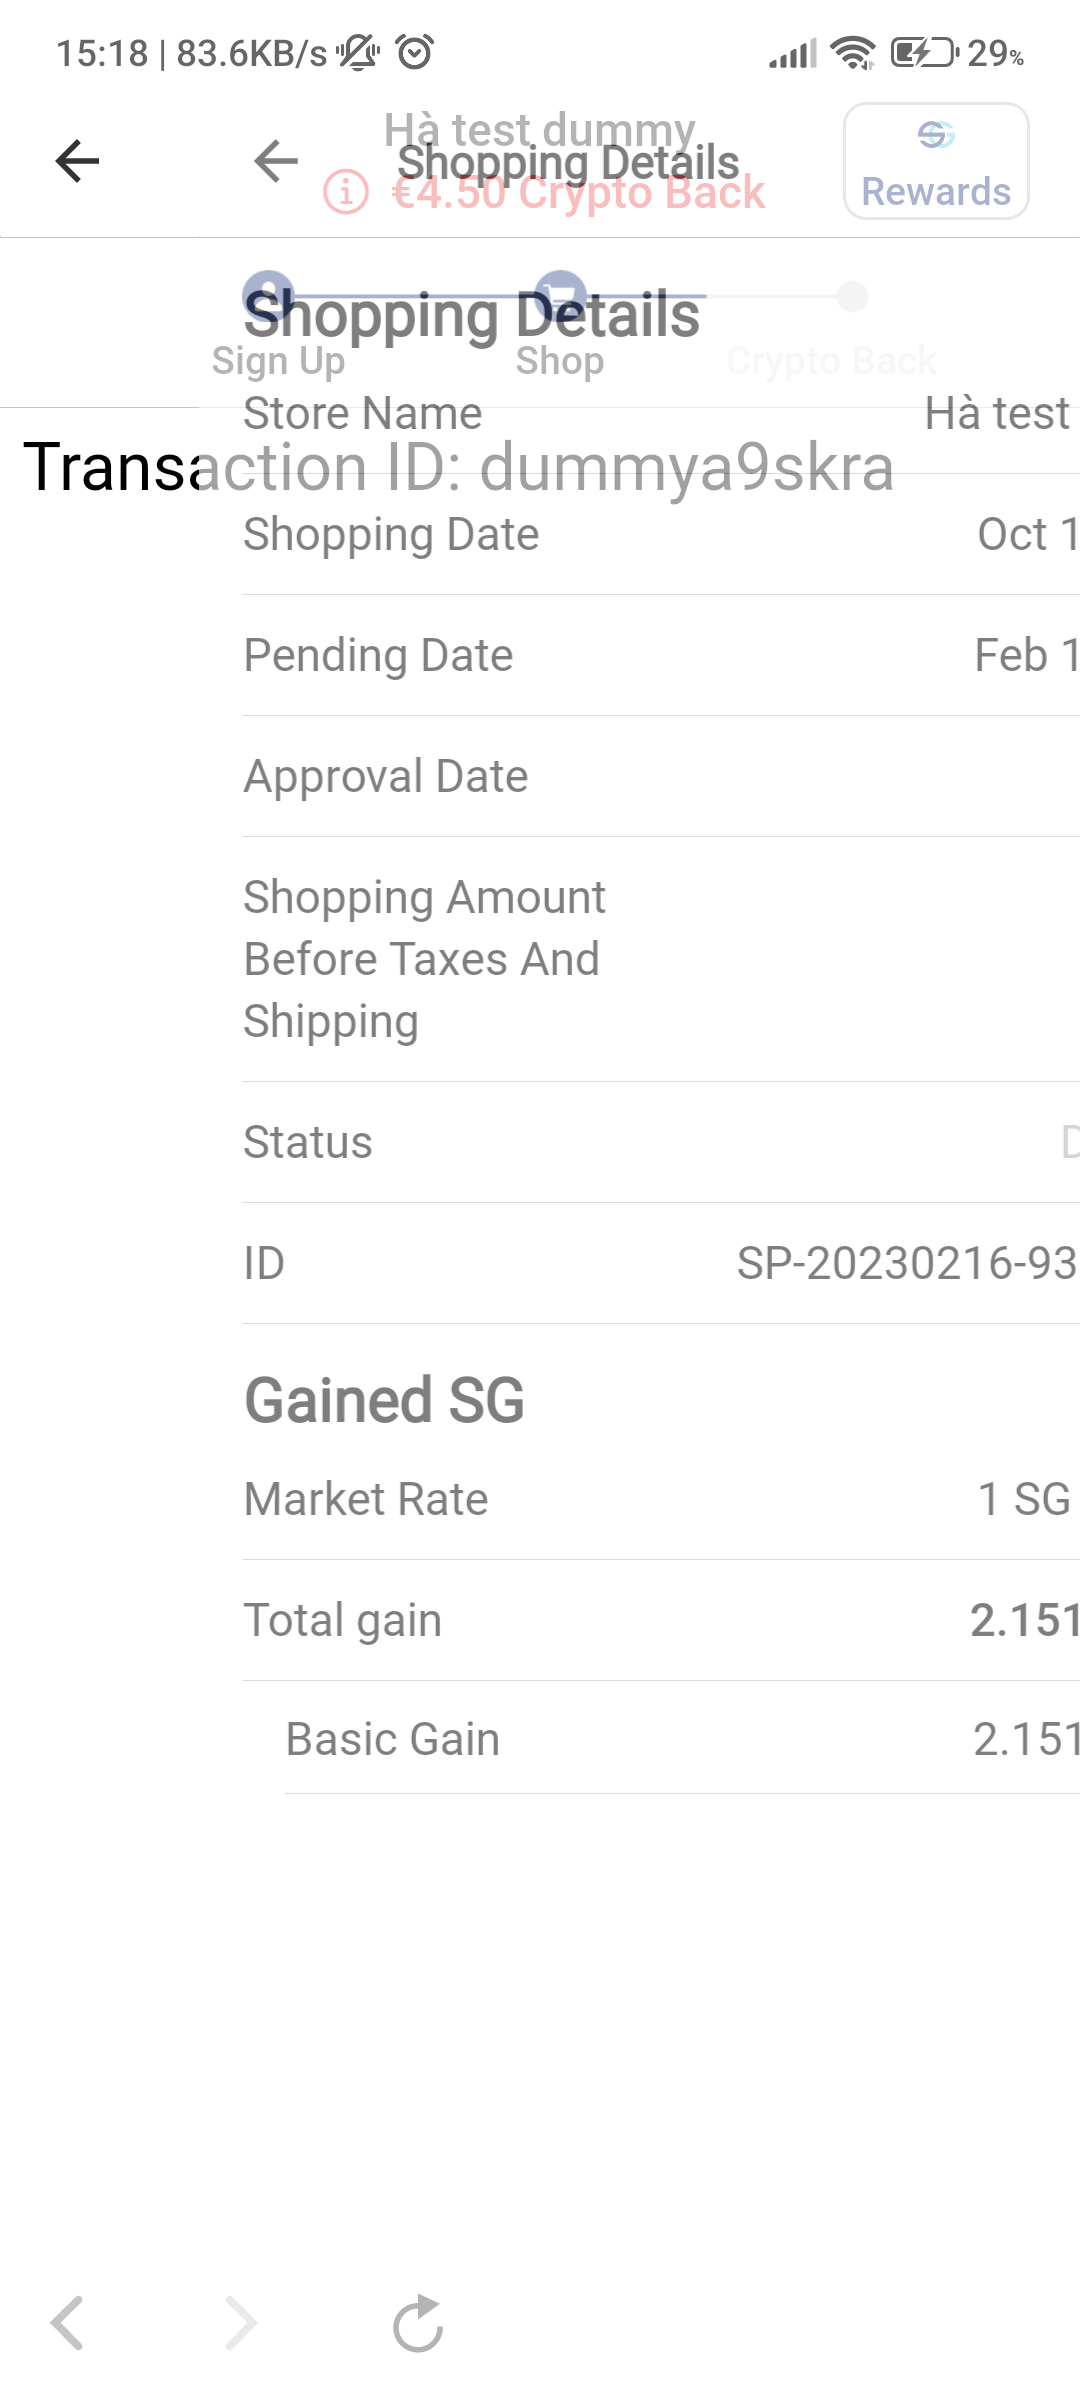 15:18 | 83.6KB/s 29%
Hà test dummy
Shopping Details
€4.50 Crypto Back
Rewards
Shopping Details
Sign Up Shop Crypto Back
Store Name Hà test
Transaction ID: dummya9skra
Shopping Date Oct 1
Pending Date Feb 1
Approval Date
Shopping Amount
Before Taxes And
Shipping
Status D
ID SP-20230216-93
Gained SG
Market Rate 1 SG
Total gain 2.151
Basic Gain 2.151